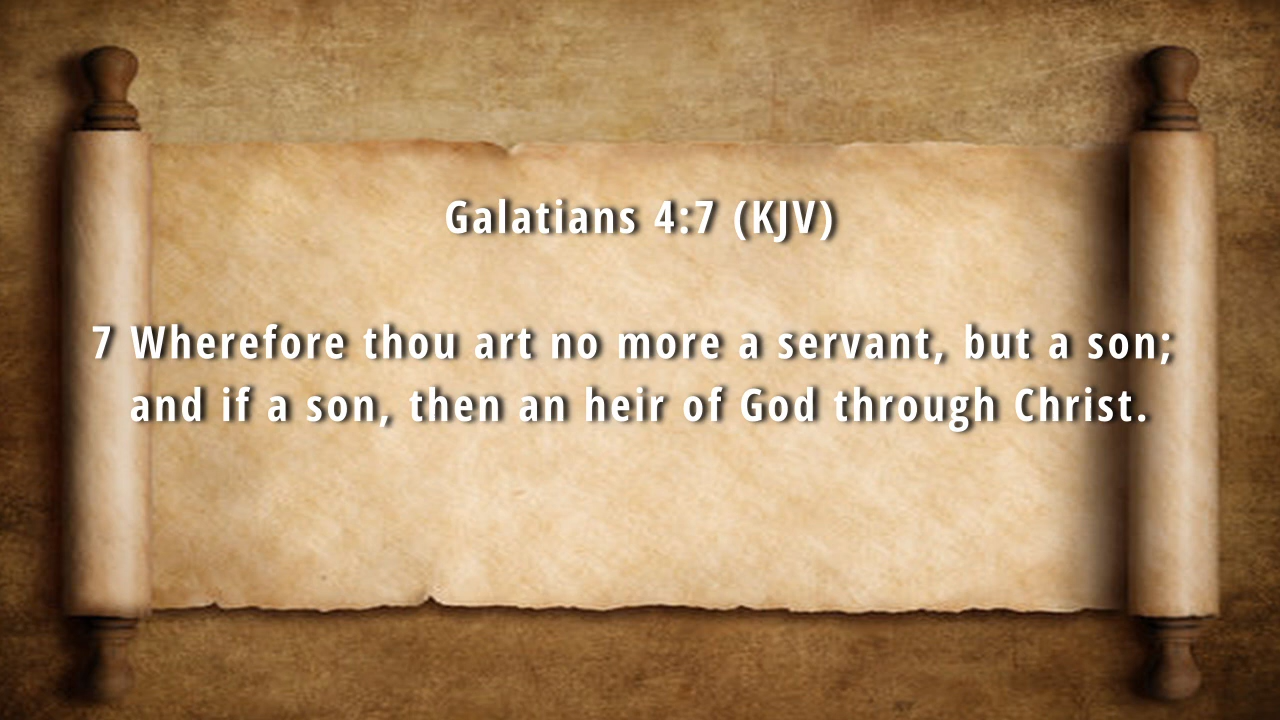 Galatians 4:7 (KJV)
7 Wherefore thou art no more a servant, but a son;
and if a son, then an heir of God through Christ.